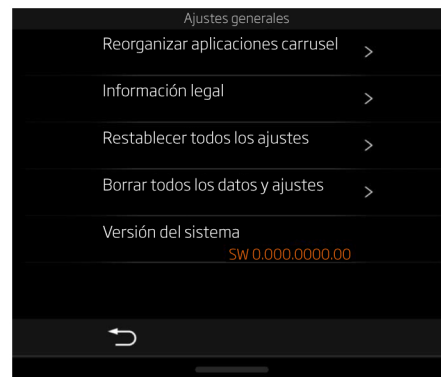 Ajustes generales
Reorganizar aplicaciones carrusel
Información legal
Restablecer todos los ajustes
Borrar todos los datos y ajustes
Versión del sistema
SW 0.000.0000.00